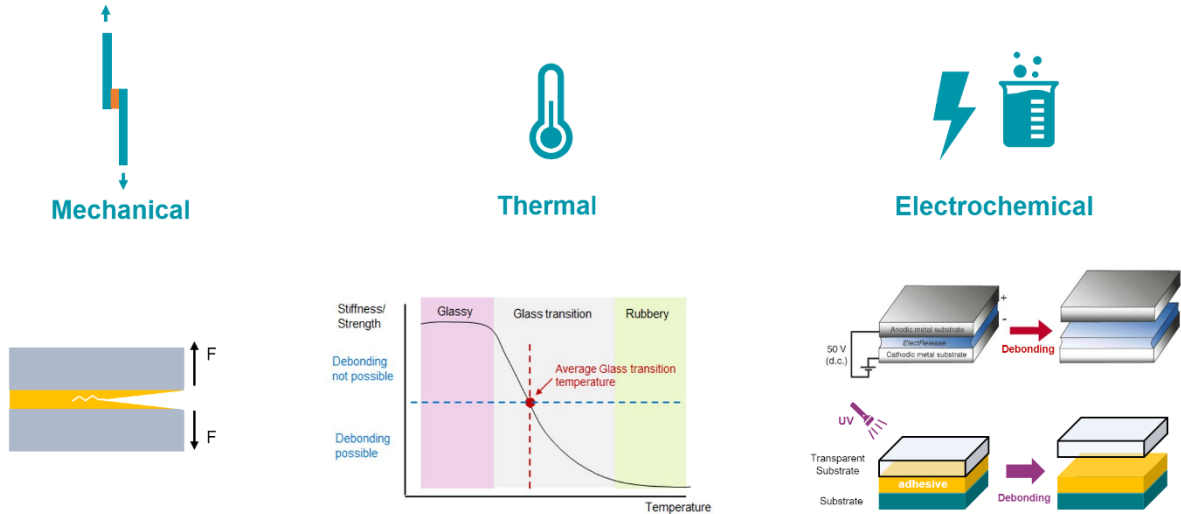 Mechanical
Thermal
Electrochemical
F
F
Stiffness/
Strength
Glassy
Glass transition
Rubbery
Debonding
not possible
Average Glass transition
temperature
Debonding
possible
Temperature
+
-
50 V
(d.c.)
Anodic metal substrate
ElectRelease
Cathodic metal substrate
Debonding
UV
Transparent
Substrate
adhesive
Substrate
Debonding